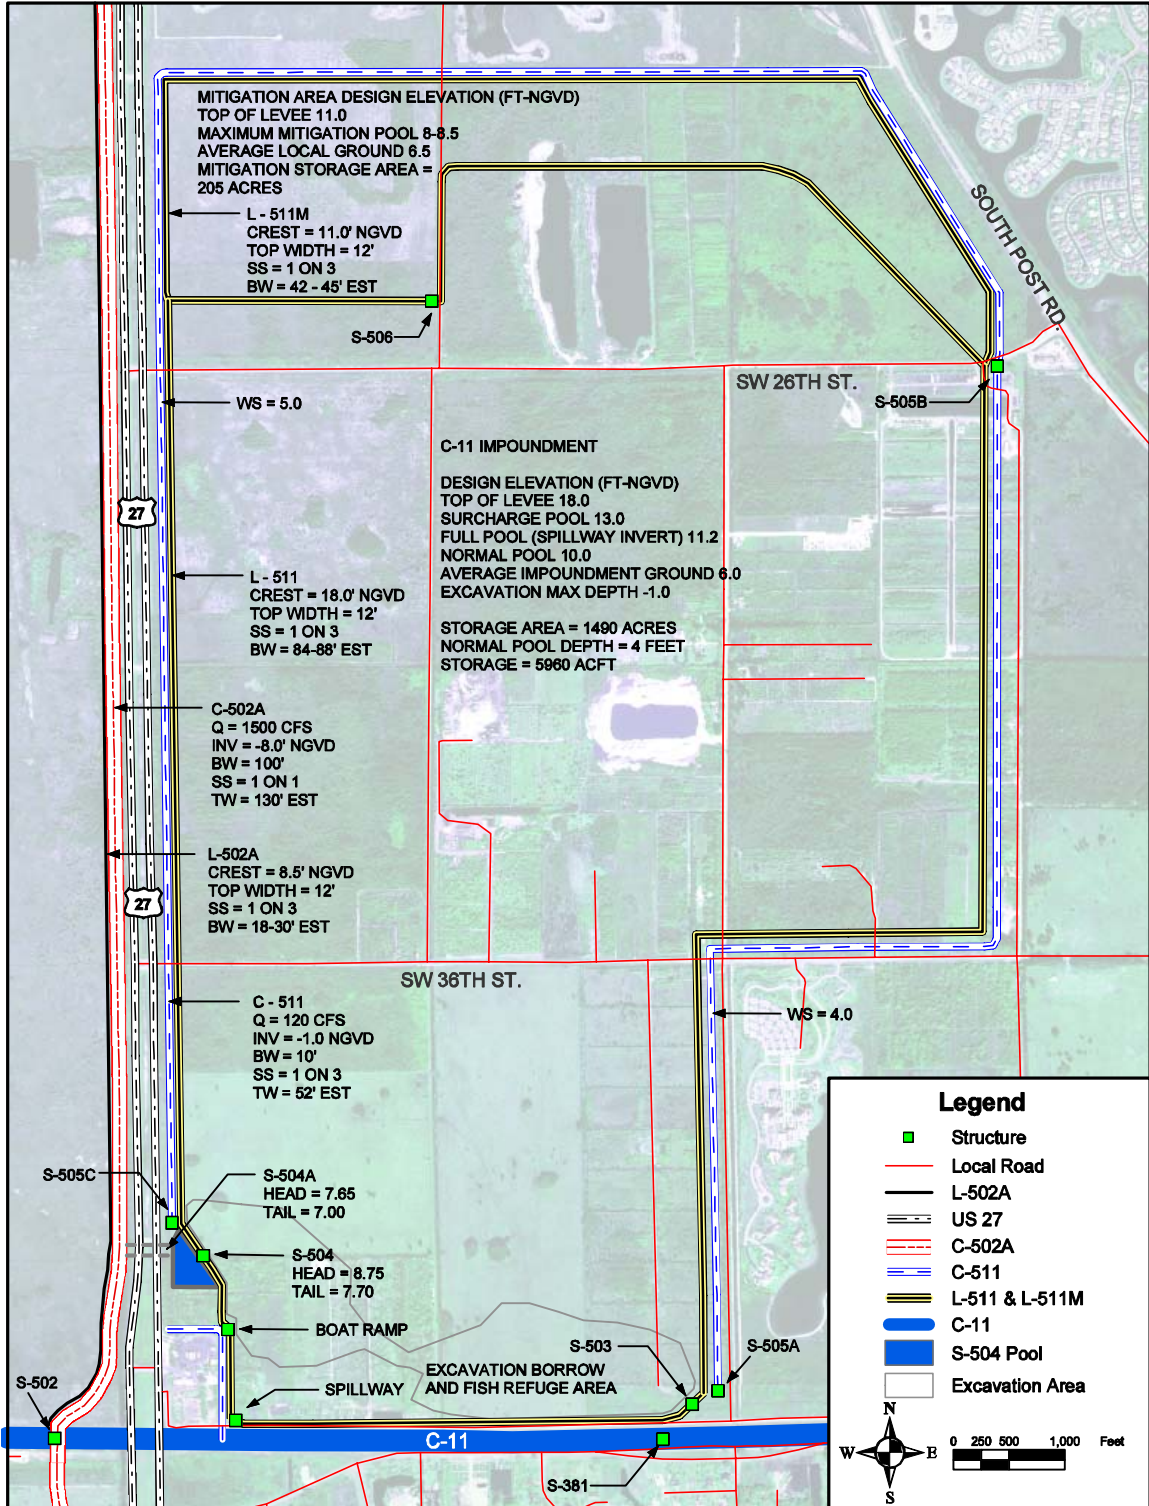 MITIGATION AREA DESIGN ELEVATION (FT-NGVD)
TOP OF LEVEE 11.0
MAXIMUM MITIGATION POOL 8-8.5
AVERAGE LOCAL GROUND 6.5
MITIGATION STORAGE AREA =
205 ACRES
L - 511M
CREST = 11.0' NGVD
TOP WIDTH = 12'
SS = 1 ON 3
BW = 42 - 45' EST
S-506
SOUTH POST RD.
SW 26TH ST.
S-505B
WS = 5.0
C-11 IMPOUNDMENT
DESIGN ELEVATION (FT-NGVD)
TOP OF LEVEE 18.0
SURCHARGE POOL 13.0
FULL POOL (SPILLWAY INVERT) 11.2
NORMAL POOL 10.0
AVERAGE IMPOUNDMENT GROUND 6.0
EXCAVATION MAX DEPTH -1.0
STORAGE AREA = 1490 ACRES
NORMAL POOL DEPTH = 4 FEET
STORAGE = 5960 ACFT
27
L - 511
CREST = 18.0' NGVD
TOP WIDTH = 12'
SS = 1 ON 3
BW = 84-88' EST
C-502A
Q = 1500 CFS
INV = -8.0' NGVD
BW = 100'
SS = 1 ON 1
TW = 130' EST
L-502A
CREST = 8.5' NGVD
TOP WIDTH = 12'
SS = 1 ON 3
BW = 18-30' EST
27
SW 36TH ST.
C - 511
Q = 120 CFS
INV = -1.0 NGVD
BW = 10'
SS = 1 ON 3
TW = 52' EST
WS = 4.0
S-505C
S-504A
HEAD = 7.65
TAIL = 7.00
S-504
HEAD = 8.75
TAIL = 7.70
BOAT RAMP
S-503
S-505A
EXCAVATION BORROW
AND FISH REFUGE AREA
SPILLWAY
S-502
C-11
S-381
Legend
Structure
Local Road
L-502A
US 27
C-502A
C-511
L-511 & L-511M
C-11
S-504 Pool
Excavation Area
N
W E
S
0 250 500 1,000 Feet